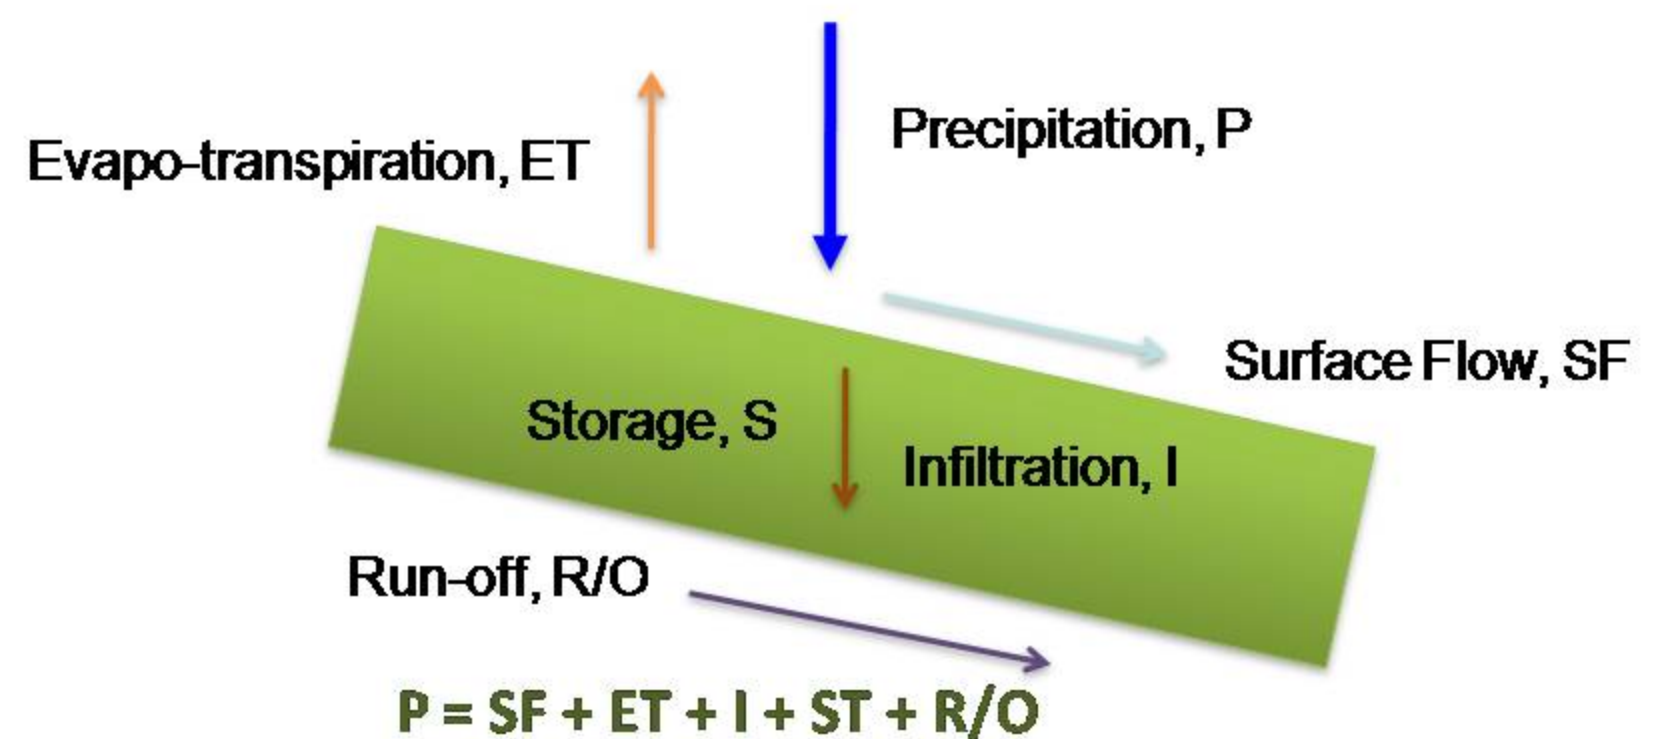 Precipitation, P
Evapo-transpiration, ET
Surface Flow, SF
Storage, S
Infiltration, I
Run-off, R/O
P = SF + ET + I + ST + R/O